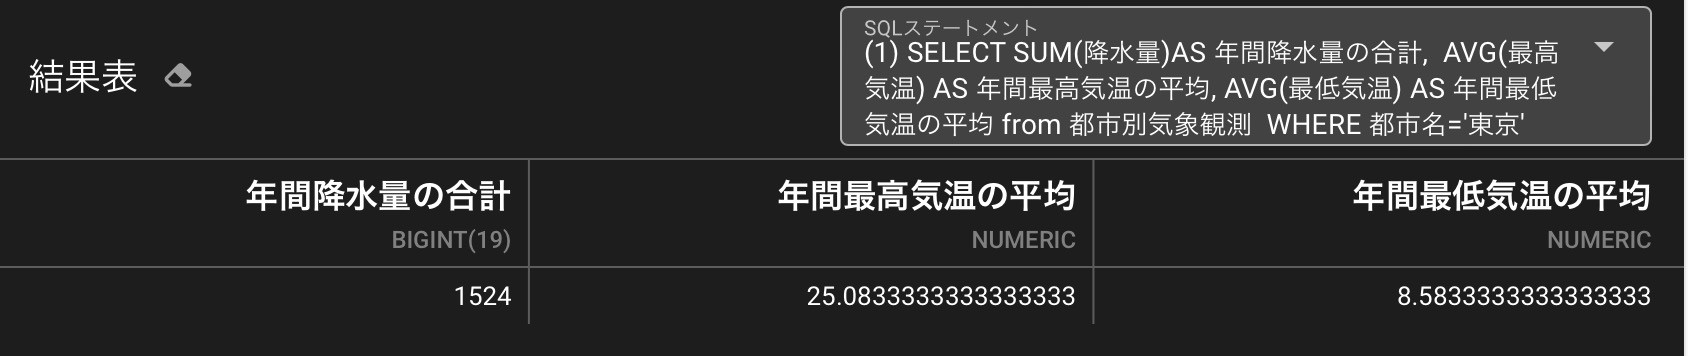 結果表
SQLステートメント
(1) SELECT SUM(降水量)AS 年間降水量の合計,  AVG(最高
気温) AS 年間最高気温の平均, AVG(最低気温) AS 年間最低
気温の平均 from 都市別気象観測  WHERE 都市名='東京'
年間降水量の合計 年間最高気温の平均 年間最低気温の平均
BIGINT(19) NUMERIC NUMERIC
1524 25.0833333333333333 8.5833333333333333